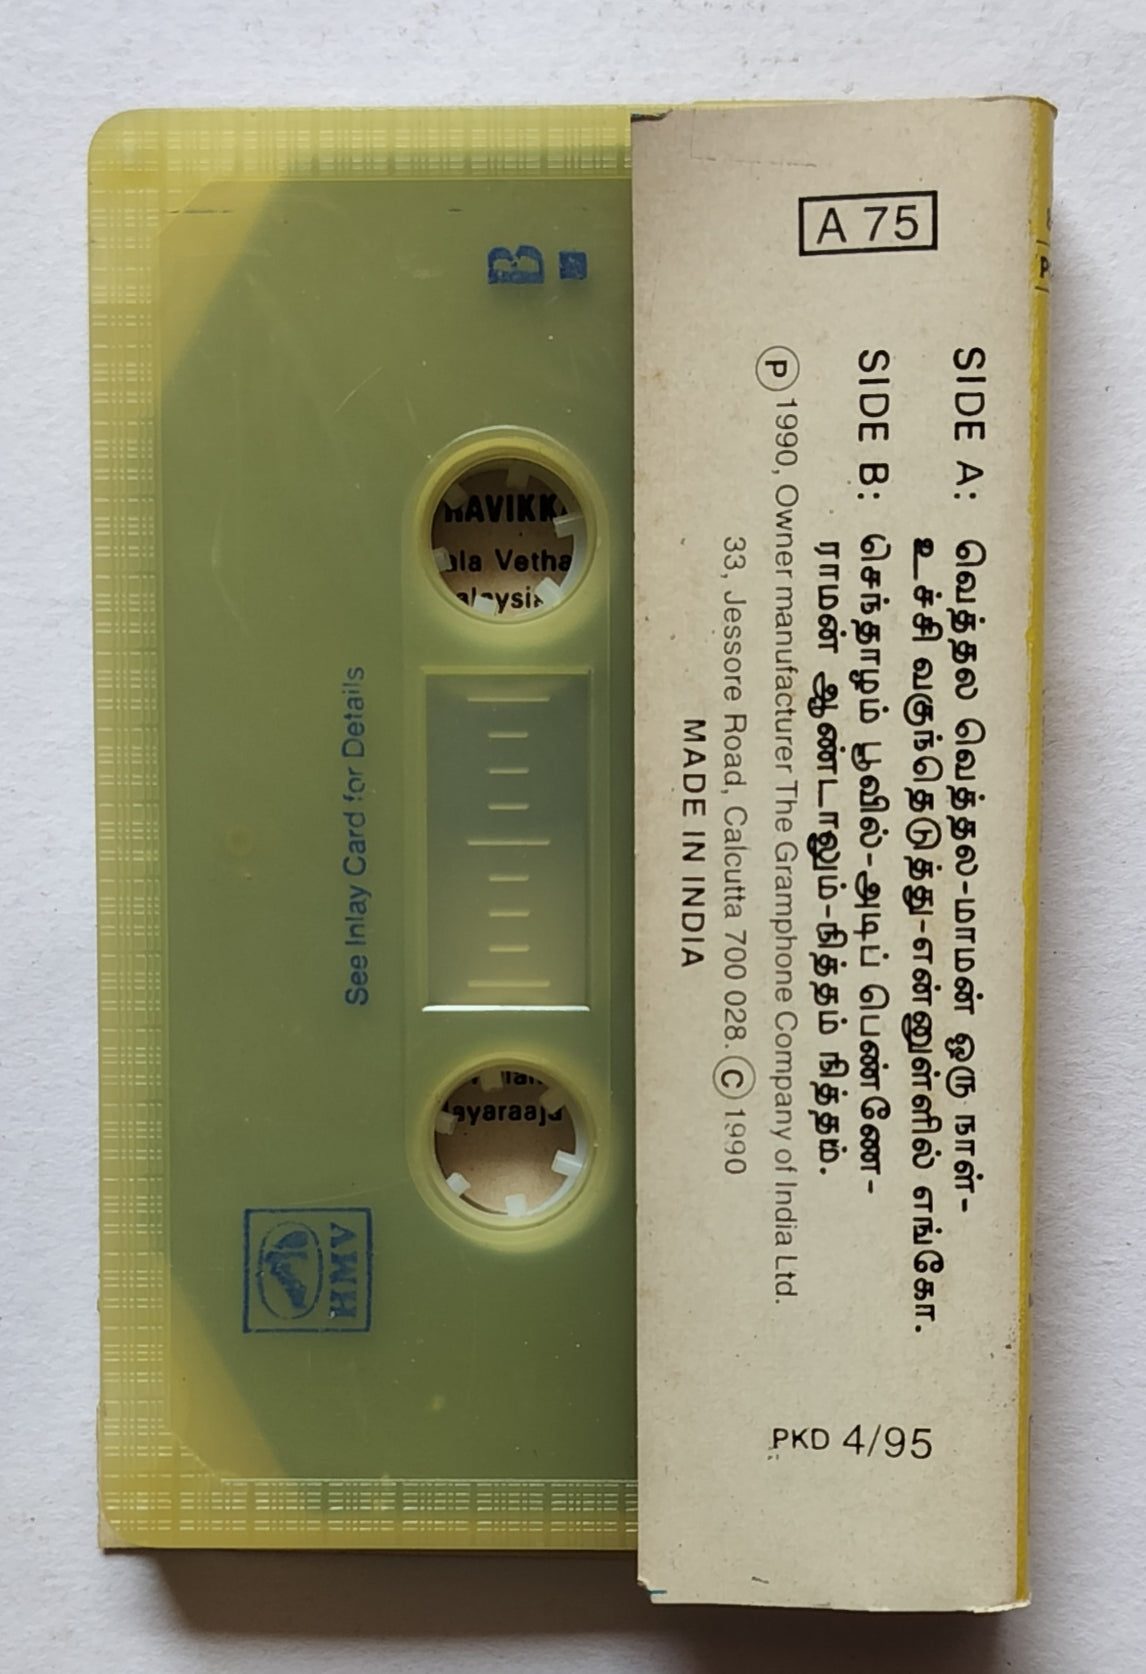 A 75
SIDE A: வெத்தல வெத்தல-மாமன் ஒரு நாள்-
உச்சி வகுந்தெடுத்து-என்னுள்ளில் எங்கோ.
SIDE B: செந்தாழம் பூவில்-அடிப் பெண்ணே-
ராமன் ஆண்டாலும்-நித்தம் நித்தம்.
Ⓟ 1990, Owner manufacturer The Gramphone Company of India Ltd.
33, Jessore Road, Calcutta 700 028. Ⓒ 1990
MADE IN INDIA
PKD 4/95
B
See Inlay Card for Details
HMV